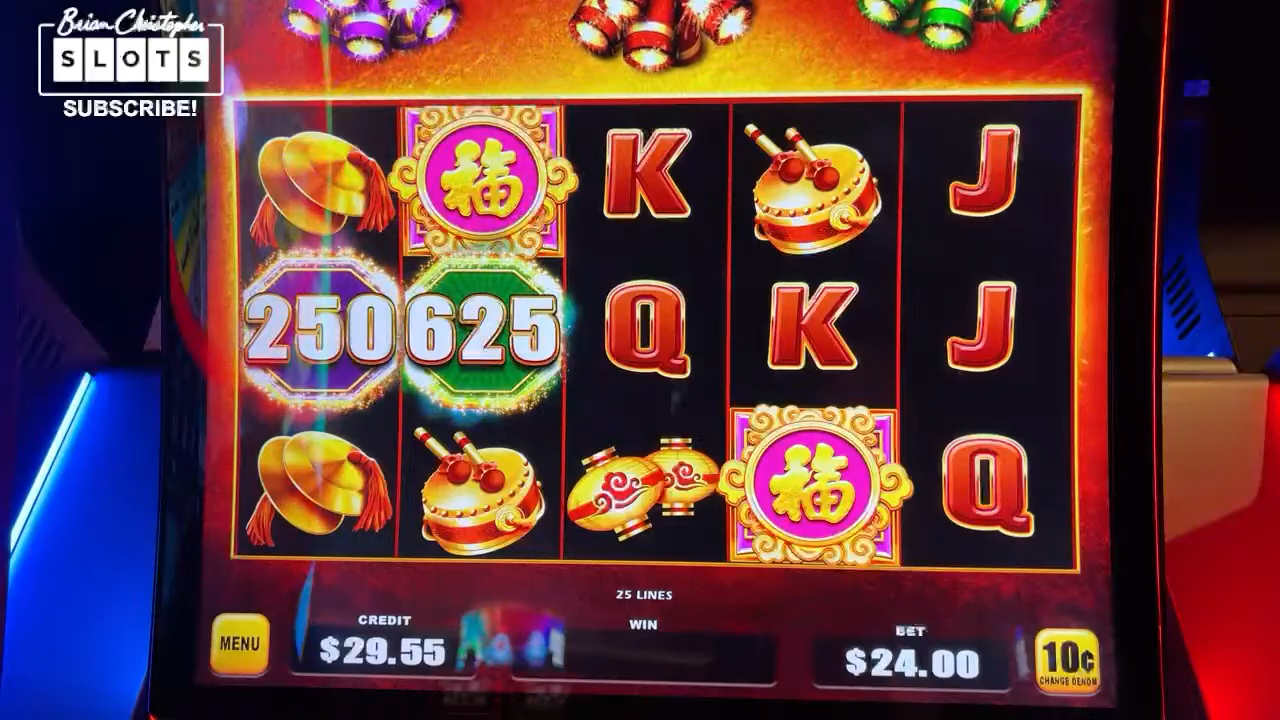 Brian Christopher
SLOTS
SUBSCRIBE!
福 K J
250 625 Q K J
福 Q
25 LINES
MENU
CREDIT
$29.55
WIN
BET
$24.00
10¢
CHANGE DENOM